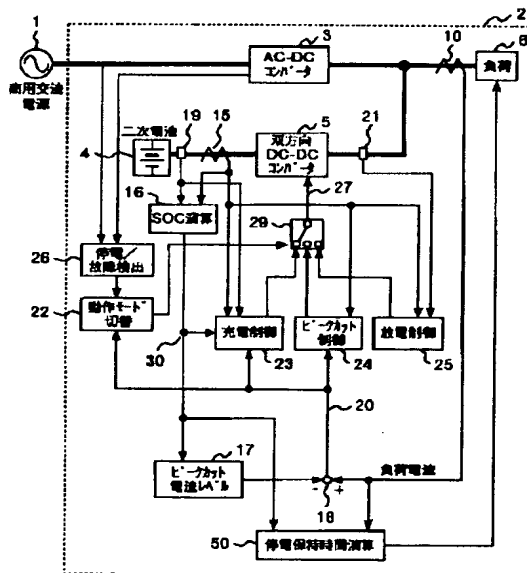 1
商用交流
電源
2
3
AC-DC
コンバータ
10
6
負荷
二次電池
4
19
15
5
双方向
DC-DC
コンバータ
21
27
16
SOC演算
29
26
停電/
故障検出
22
動作モード
切替
30
充電制御
23
ピークカット
制御
24
放電制御
25
20
17
ピークカット
電流レベル
- +
18
負荷電流
50
停電保持時間演算